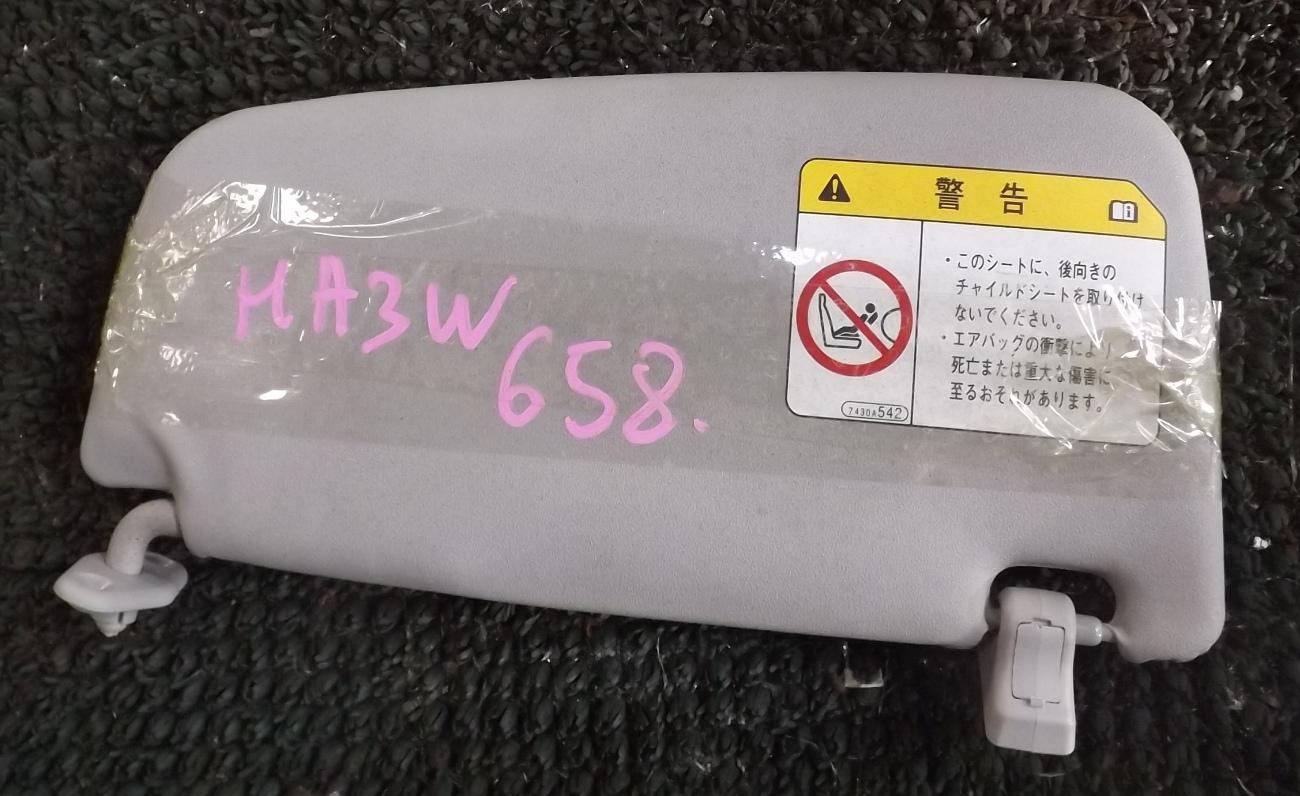 HA3W
658.
警告
・このシートに、後向きの
チャイルドシートを取り付け
ないでください。
・エアバッグの衝撃により
死亡または重大な傷害に
至るおそれがあります。
7430A542